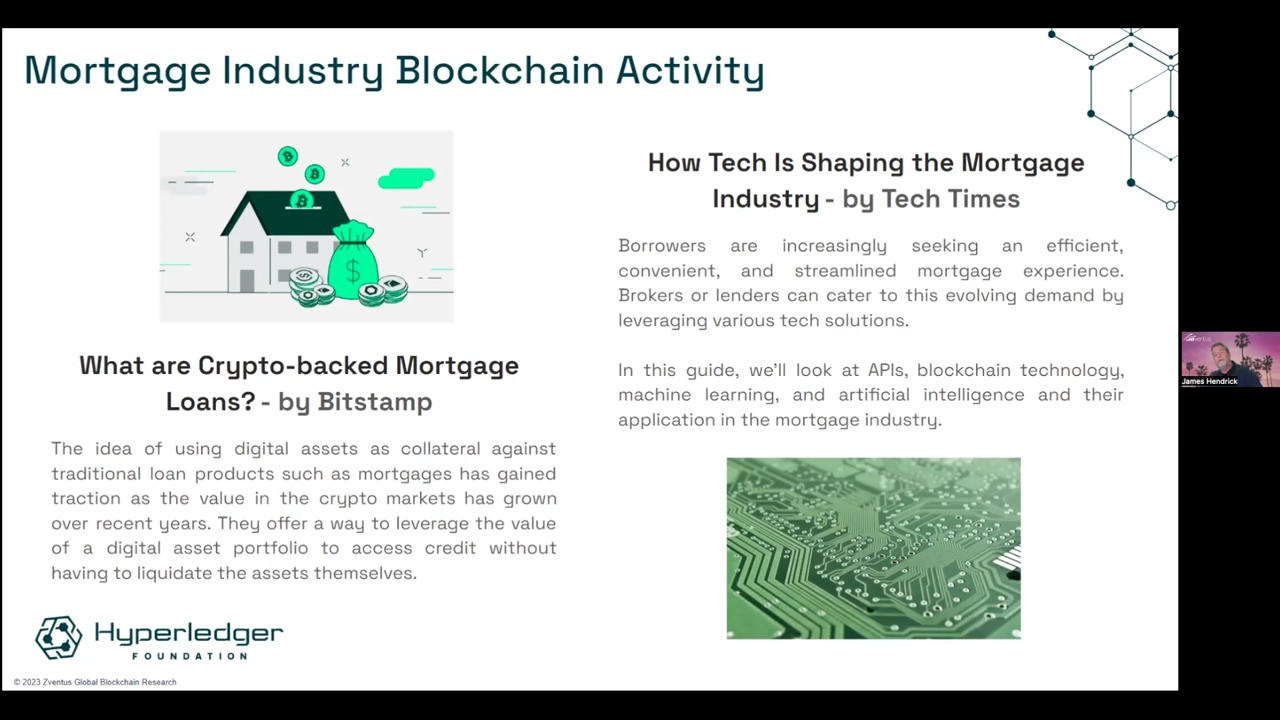 Mortgage Industry Blockchain Activity
What are Crypto-backed Mortgage
Loans? - by Bitstamp
The idea of using digital assets as collateral against
traditional loan products such as mortgages has gained
traction as the value in the crypto markets has grown
over recent years. They offer a way to leverage the value
of a digital asset portfolio to access credit without
having to liquidate the assets themselves.
How Tech Is Shaping the Mortgage
Industry - by Tech Times
Borrowers are increasingly seeking an efficient,
convenient, and streamlined mortgage experience.
Brokers or lenders can cater to this evolving demand by
leveraging various tech solutions.
In this guide, we'll look at APIs, blockchain technology,
machine learning, and artificial intelligence and their
application in the mortgage industry.
Hyperledger
FOUNDATION
© 2023 Zventus Global Blockchain Research
James Hendrick